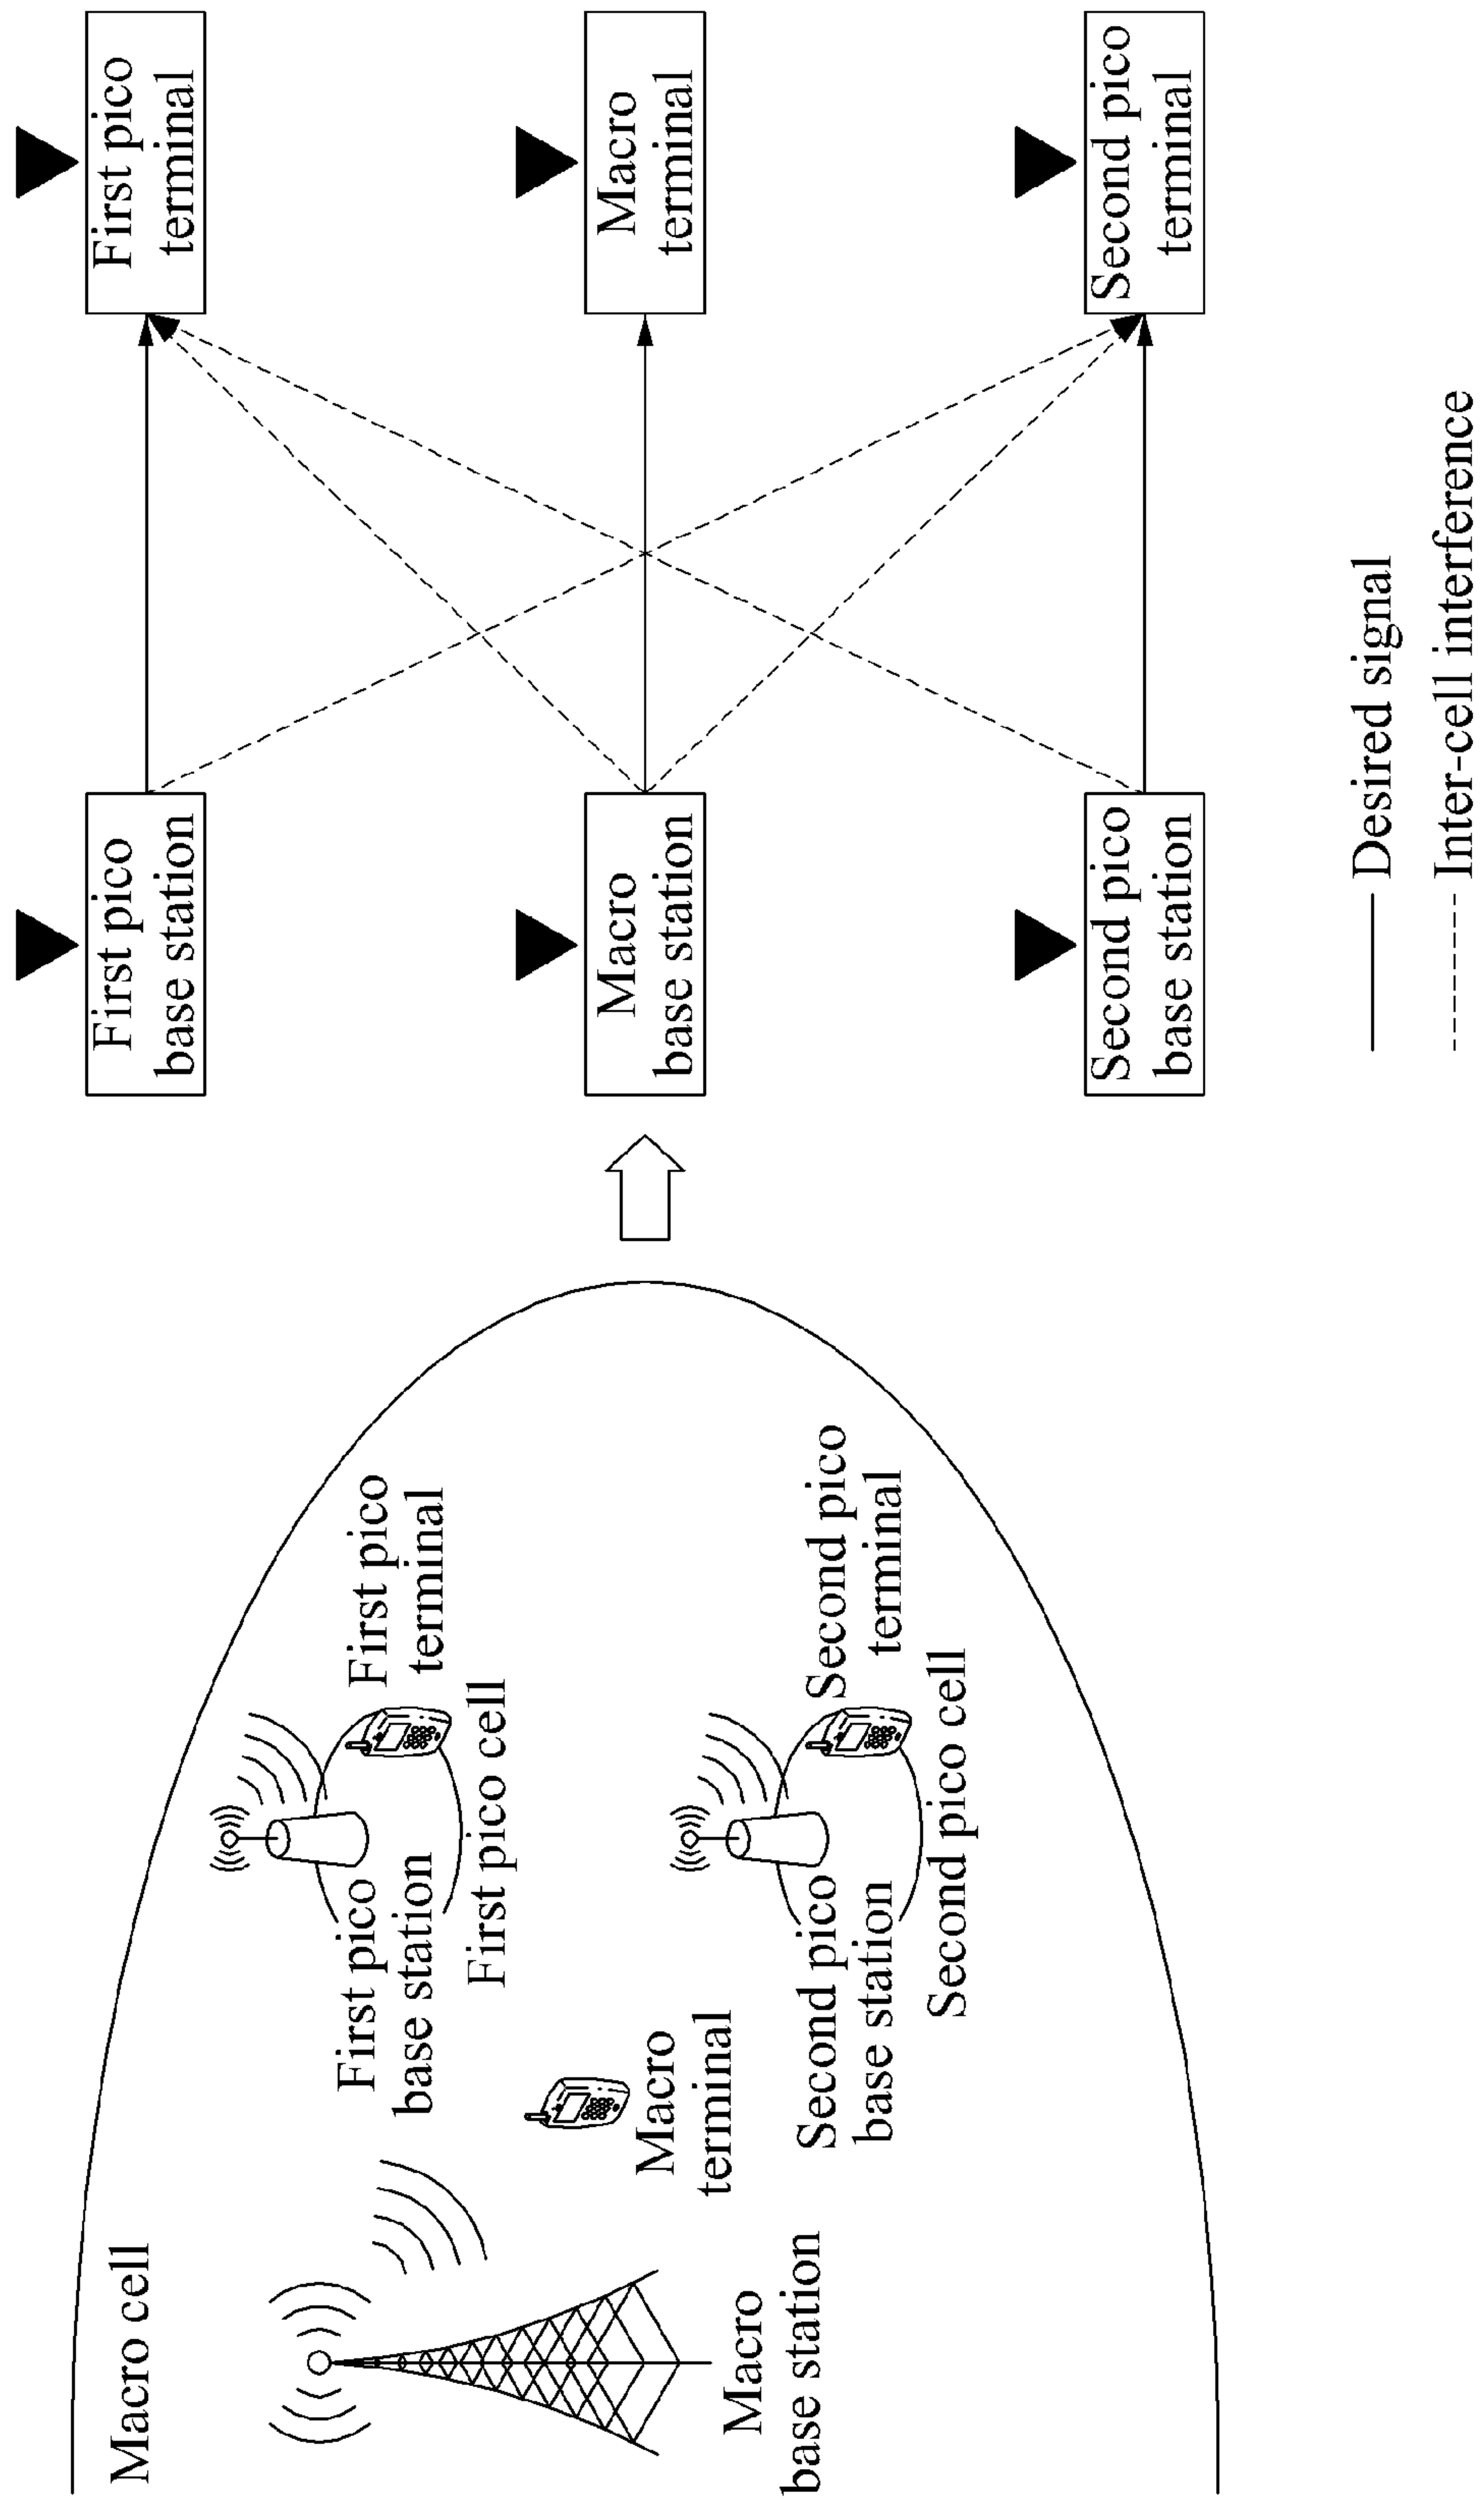 Macro cell
Macro
base station
Macro
terminal
First pico
base station
First pico
terminal
First pico cell
Second pico
base station
Second pico
terminal
Second pico cell
First pico
base station
First pico
terminal
Macro
base station
Macro
terminal
Second pico
base station
Second pico
terminal
Desired signal
Inter-cell interference